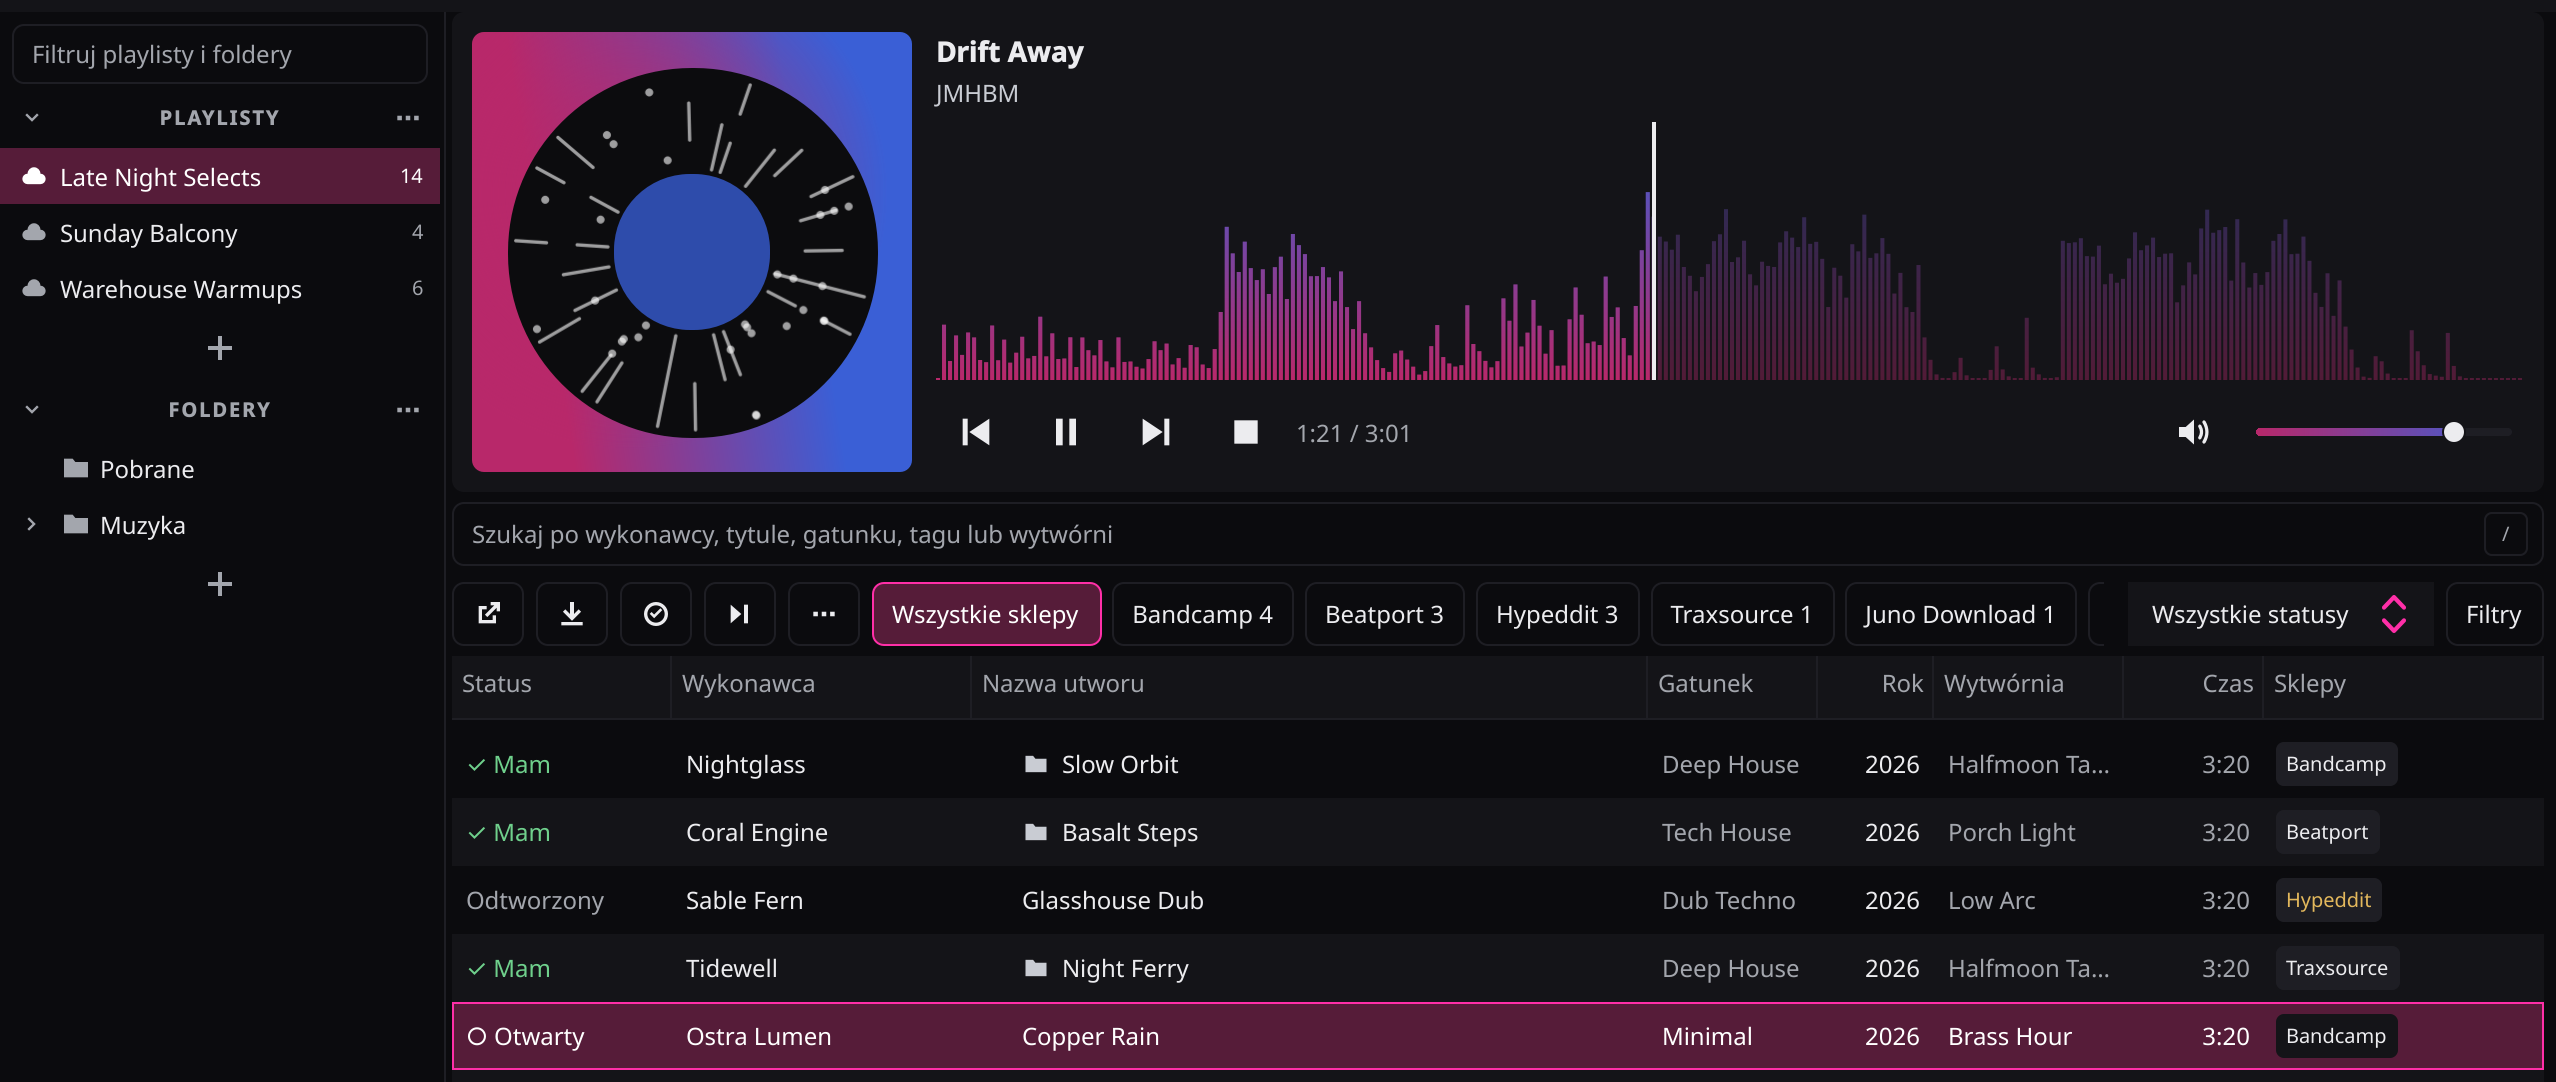 Filtruj playlisty i foldery
PLAYLISTY
Late Night Selects 14
Sunday Balcony 4
Warehouse Warmups 6
FOLDERY
Pobrane
Muzyka
Drift Away
JMHBM
1:21 / 3:01
Szukaj po wykonawcy, tytule, gatunku, tagu lub wytwórni /
Wszystkie sklepy Bandcamp 4 Beatport 3 Hypeddit 3 Traxsource 1 Juno Download 1 Wszystkie statusy Filtry
Status Wykonawca Nazwa utworu Gatunek Rok Wytwórnia Czas Sklepy
Mam Nightglass Slow Orbit Deep House 2026 Halfmoon Ta... 3:20 Bandcamp
Mam Coral Engine Basalt Steps Tech House 2026 Porch Light 3:20 Beatport
Odtworzony Sable Fern Glasshouse Dub Dub Techno 2026 Low Arc 3:20 Hypeddit
Mam Tidewell Night Ferry Deep House 2026 Halfmoon Ta... 3:20 Traxsource
Otwarty Ostra Lumen Copper Rain Minimal 2026 Brass Hour 3:20 Bandcamp